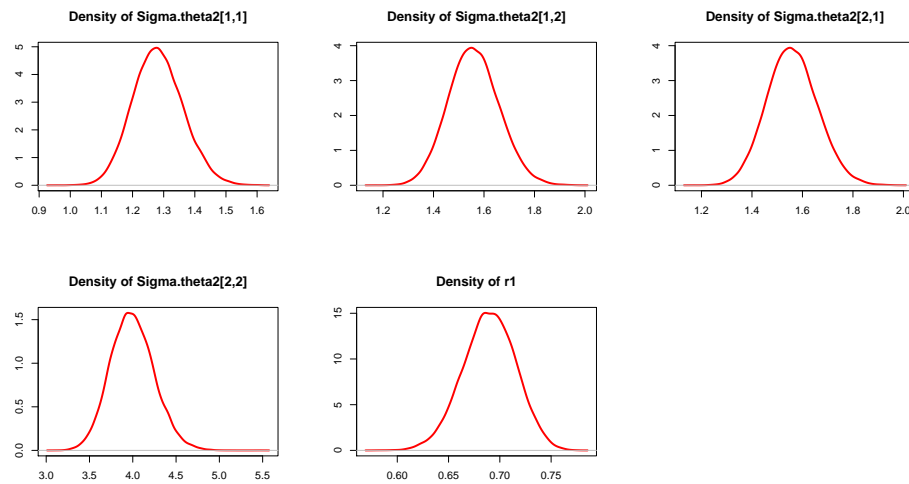 Density of Sigma.theta2[1,1]
Density of Sigma.theta2[1,2]
Density of Sigma.theta2[2,1]
5
4
3
2
1
0
0.9 1.0 1.1 1.2 1.3 1.4 1.5 1.6
4
3
2
1
0
1.2 1.4 1.6 1.8 2.0
4
3
2
1
0
1.2 1.4 1.6 1.8 2.0
Density of Sigma.theta2[2,2]
Density of r1
1.5
1.0
0.5
0.0
3.0 3.5 4.0 4.5 5.0 5.5
15
10
5
0
0.60 0.65 0.70 0.75